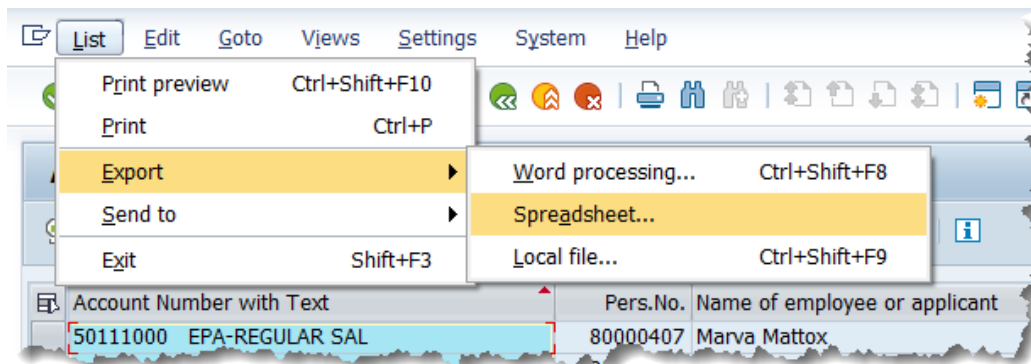 List Edit Goto Views Settings System Help
Print preview Ctrl+Shift+F10
Print Ctrl+P
Export
Word processing... Ctrl+Shift+F8
Send to
Spreadsheet...
Exit Shift+F3
Local file... Ctrl+Shift+F9
Account Number with Text Pers.No. Name of employee or applicant
50111000 EPA-REGULAR SAL 80000407 Marva Mattox